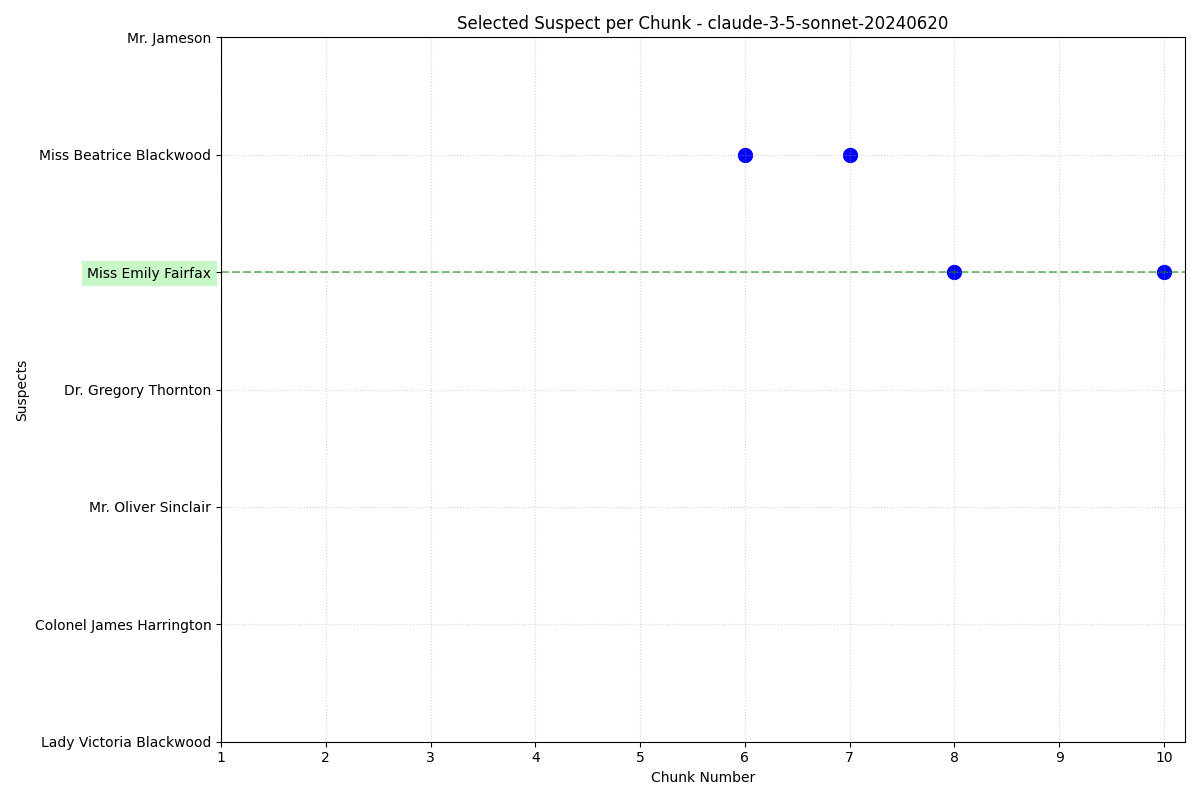 Selected Suspect per Chunk - claude-3-5-sonnet-20240620
Mr. Jameson
Miss Beatrice Blackwood
Miss Emily Fairfax
Dr. Gregory Thornton
Mr. Oliver Sinclair
Colonel James Harrington
Lady Victoria Blackwood
Suspects
1 2 3 4 5 6 7 8 9 10
Chunk Number